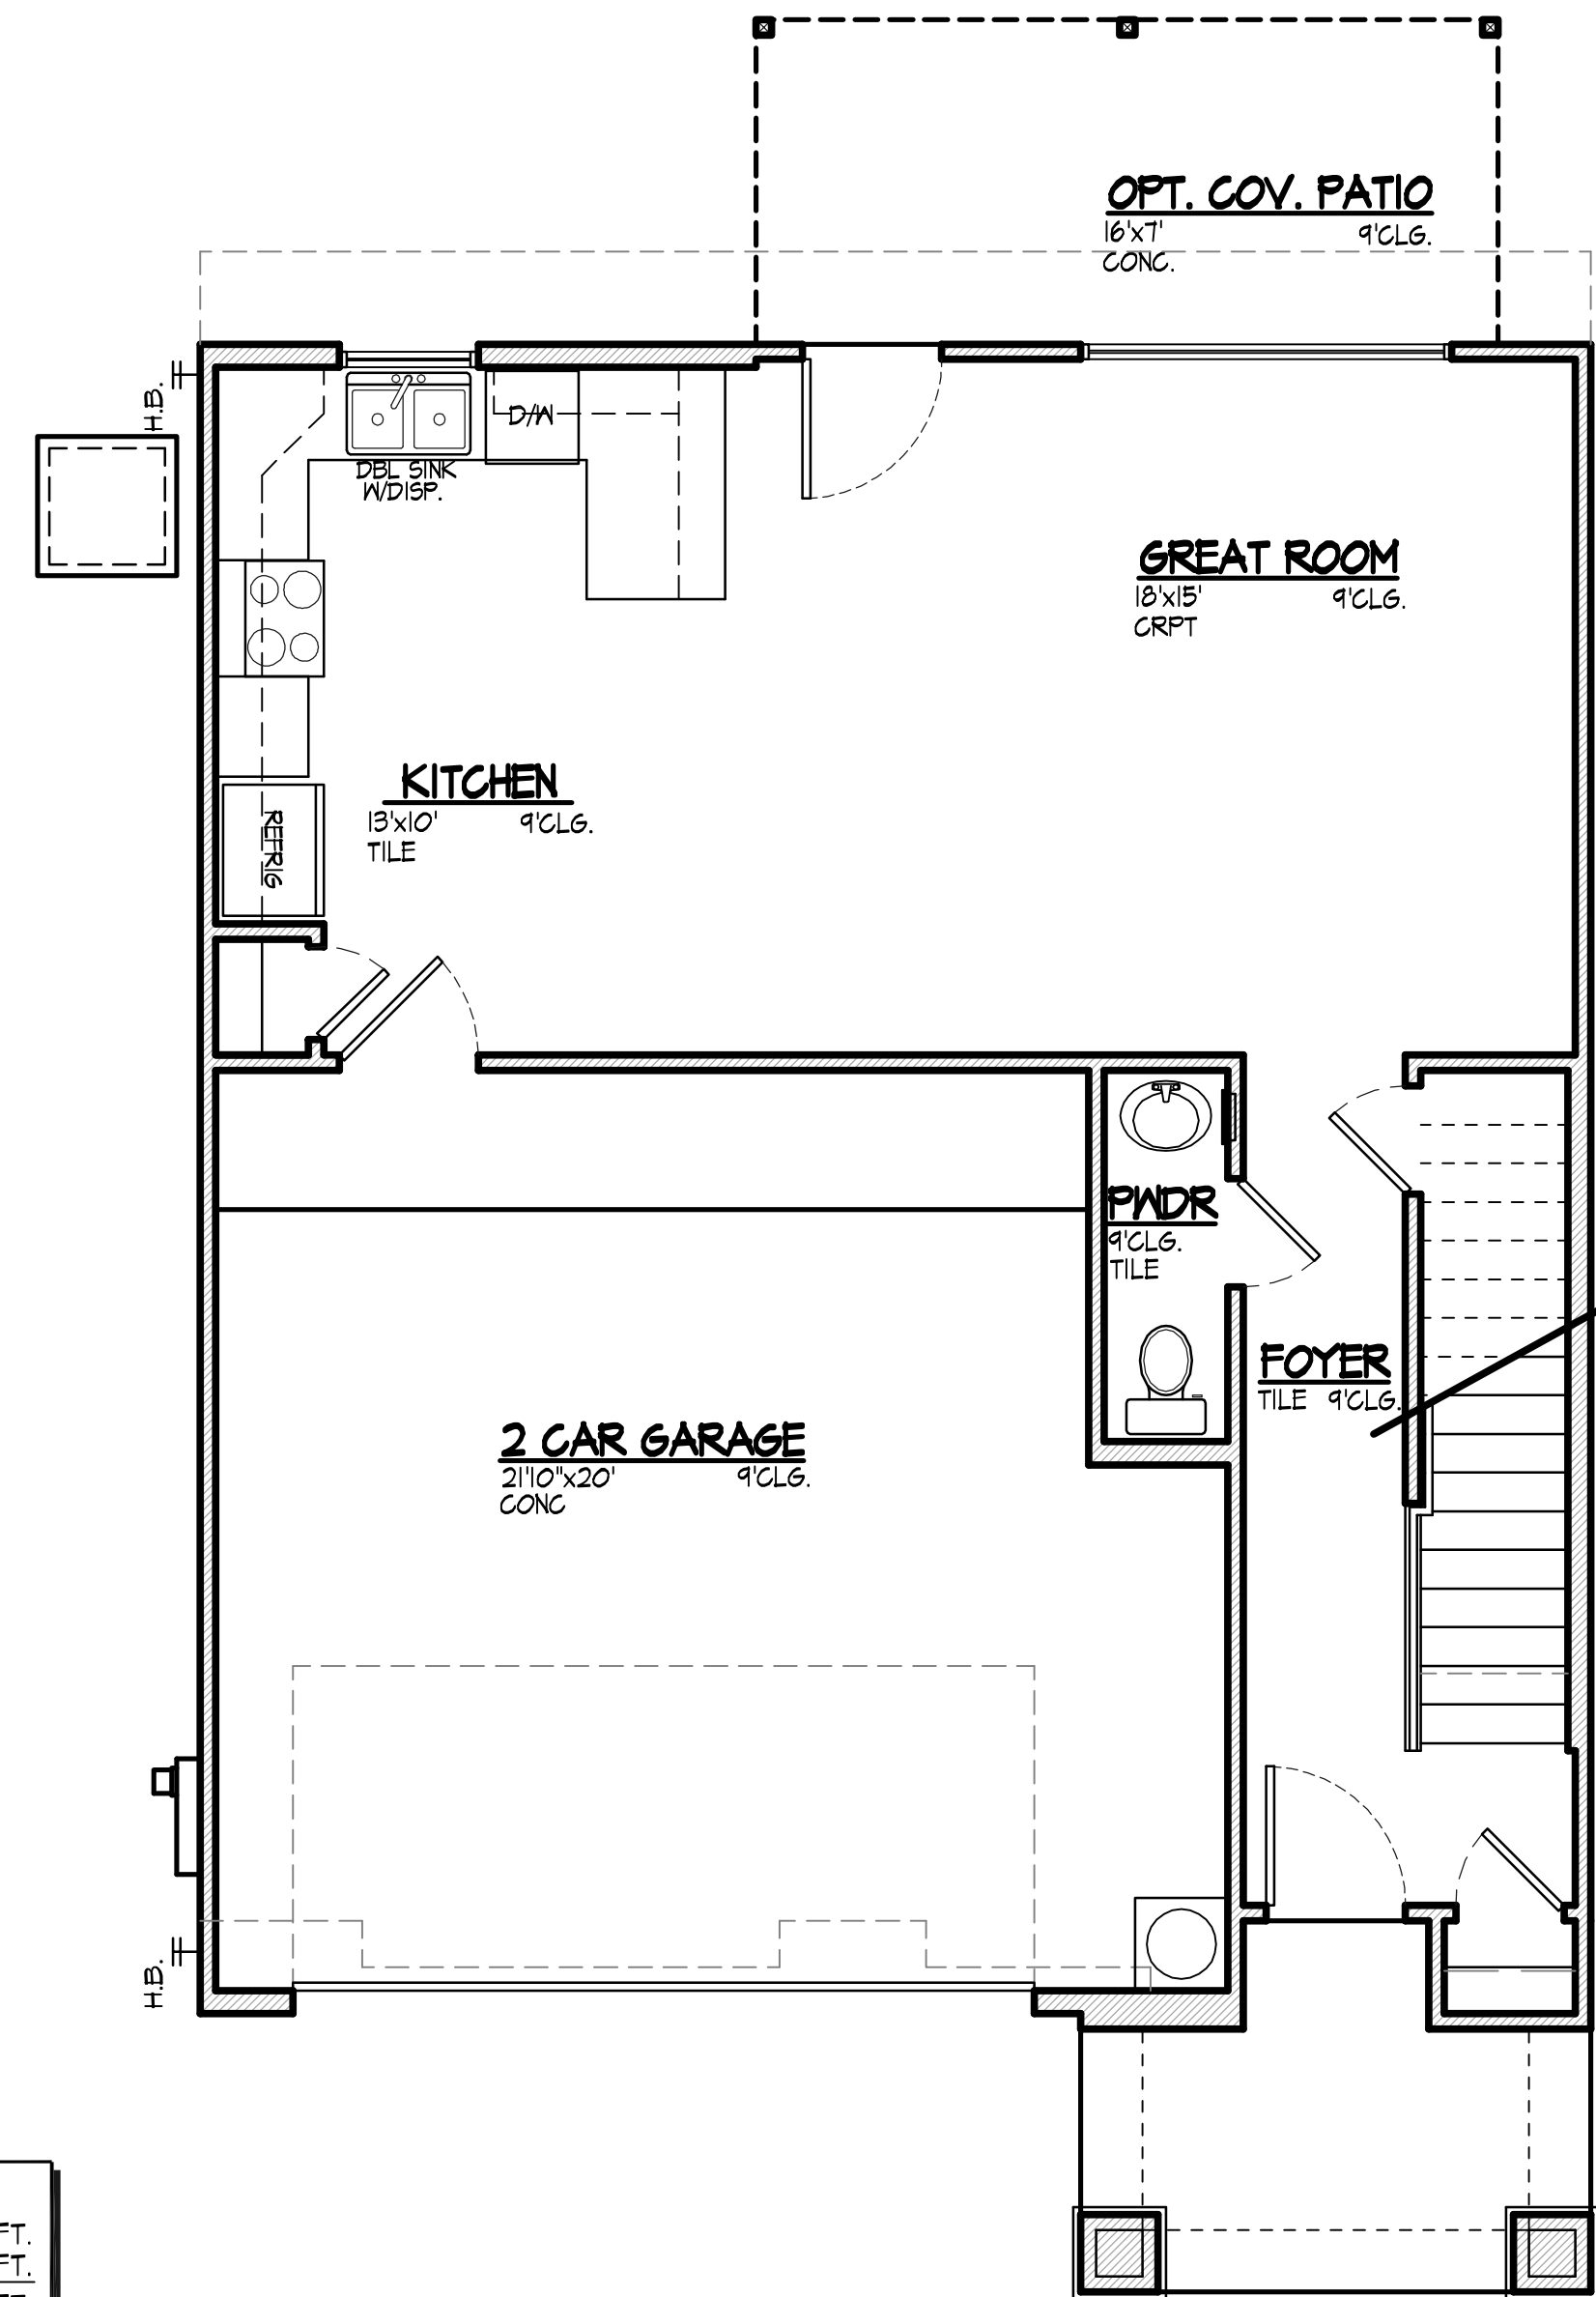 OPT. COV. PATIO
16'x7' 9'CLG.
CONC.
H.B.
D/W
DBL SINK
W/DISP.
GREAT ROOM
18'x15' 9'CLG.
CRPT
KITCHEN
13'x10' 9'CLG.
TILE
REFRIG
PWDR
9'CLG.
TILE
FOYER
TILE 9'CLG.
2 CAR GARAGE
21'10"x20' 9'CLG.
CONC
H.B.
FT.
FT.